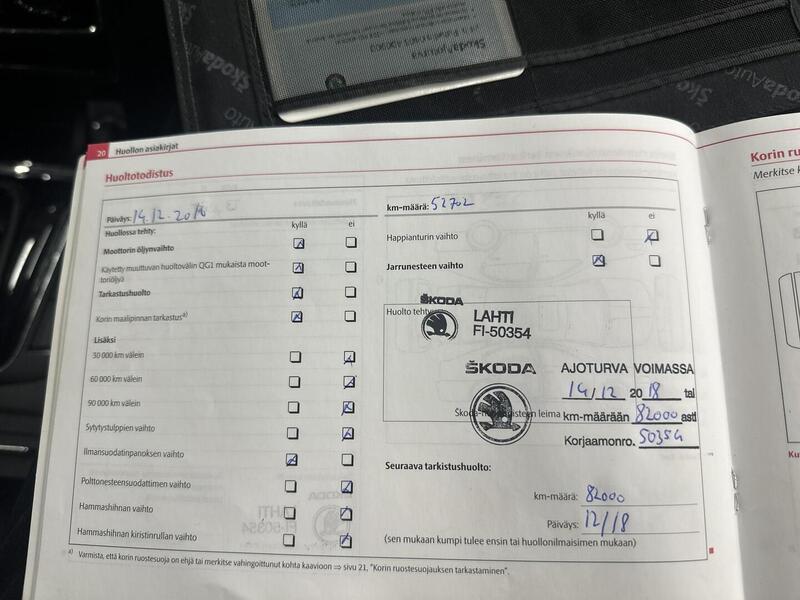 SkodaAjoturva
ŠkodaAuto
20 Huollon asiakirjat
Huoltotodistus
Päiväys: 14.12.2016
Huollossa tehty:
kyllä ei
Moottorin öljynvaihto
Käytetty muuttuvan huoltovälin QG1 mukaista moot-
toriöljyä
Tarkastushuolto
Korin maalipinnan tarkastus a)
Lisäksi
30 000 km välein
60 000 km välein
90 000 km välein
Sytytystulppien vaihto
Ilmansuodatinpanoksen vaihto
Polttonesteensuodattimen vaihto
Hammashihnan vaihto
Hammashihnan kiristinrullan vaihto
km-määrä: 52702
kyllä ei
Happianturin vaihto
Jarrunesteen vaihto
Huolto tehty
ŠKODA
LAHTI
FI-50354
ŠKODA
AJOTURVA VOIMASSA
14/12 2018 tai
km-määrään 82000 asti
Korjaamonro. 50354
leima
Seuraava tarkistushuolto:
km-määrä: 82000
Päiväys: 12/18
(sen mukaan kumpi tulee ensin tai huollonilmaisimen mukaan)
a) Varmista, että korin ruostesuoja on ehjä tai merkitse vahingoittunut kohta kaavioon ⇒ sivu 21, "Korin ruostesuojauksen tarkastaminen".
Korin ru
Merkitse k